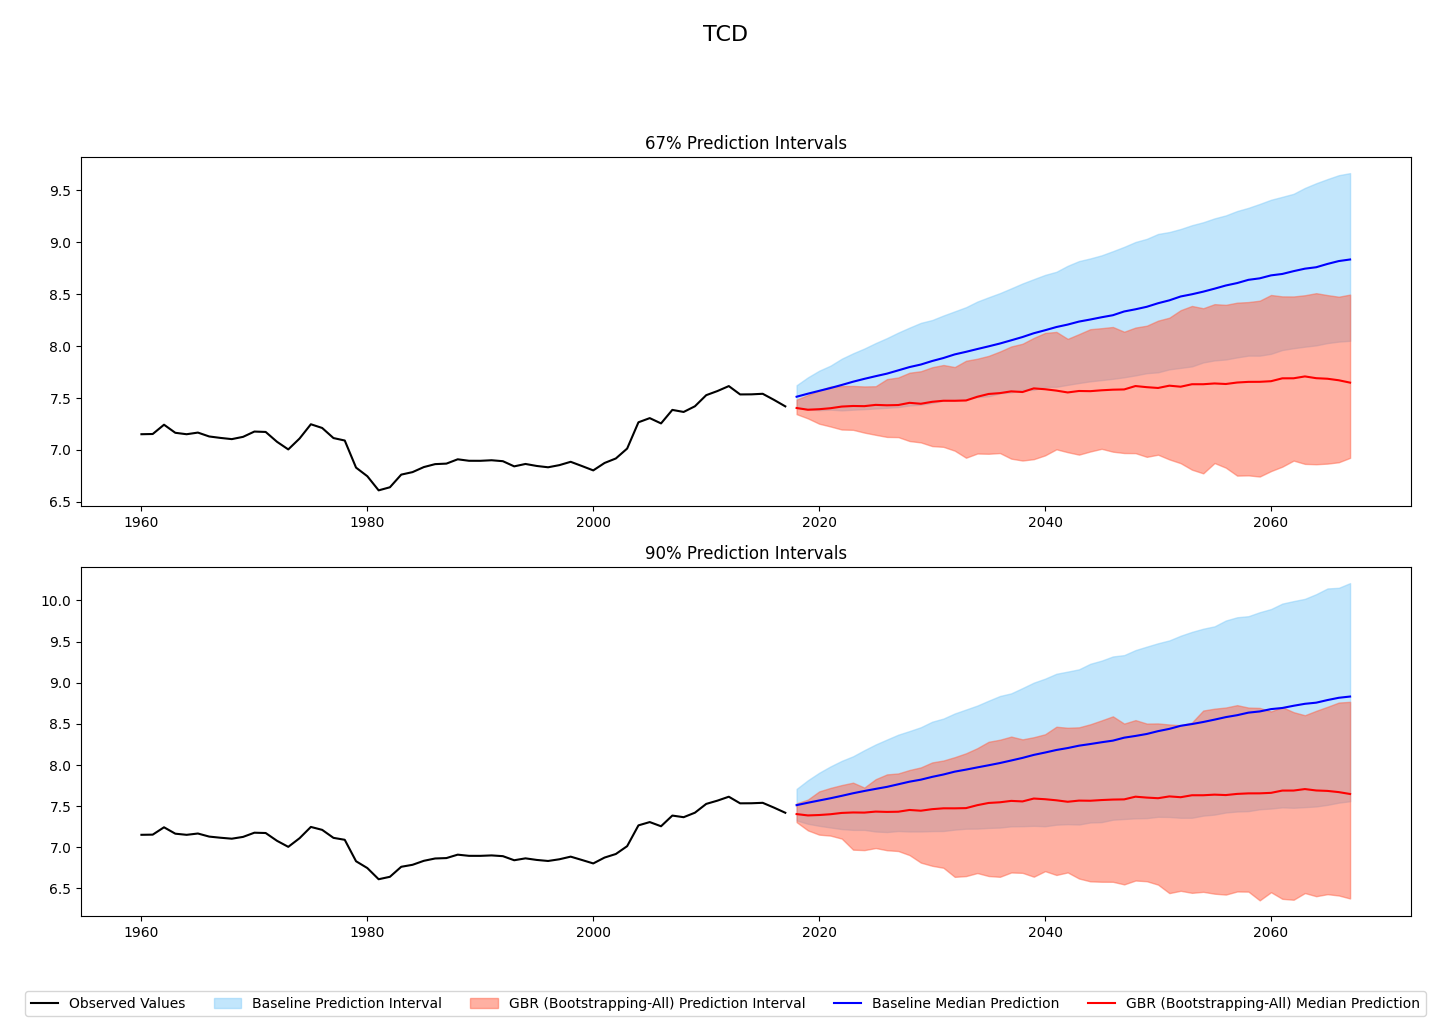 TCD
67% Prediction Intervals
9.5
9.0
8.5
8.0
7.5
7.0
6.5
1960 1980 2000 2020 2040 2060
90% Prediction Intervals
10.0
9.5
9.0
8.5
8.0
7.5
7.0
6.5
1960 1980 2000 2020 2040 2060
Observed Values Baseline Prediction Interval GBR (Bootstrapping-All) Prediction Interval Baseline Median Prediction GBR (Bootstrapping-All) Median Prediction